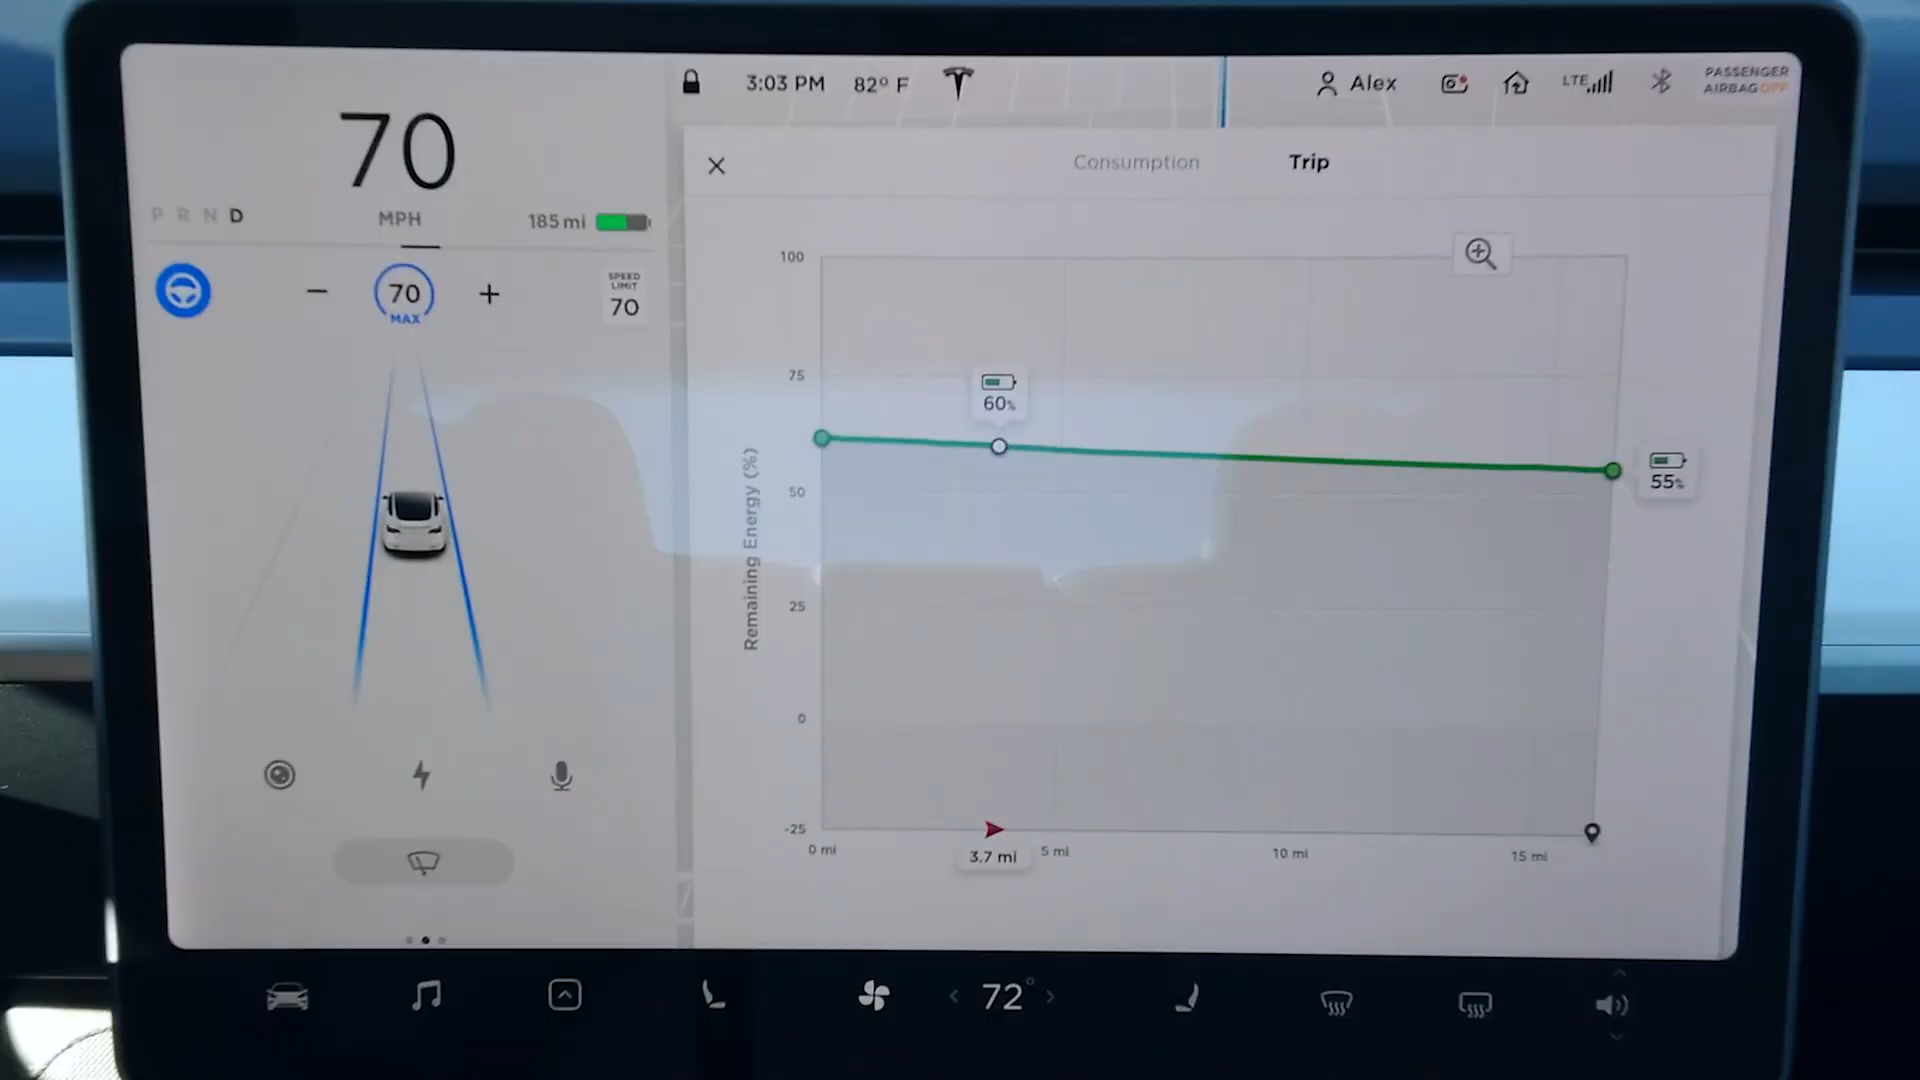 3:03 PM 82° F
Alex
LTE
PASSENGER
AIRBAG OFF
70
MPH
P R N D
185 mi
70
MAX
SPEED
LIMIT
70
Consumption
Trip
100
75
50
25
0
-25
Remaining Energy (%)
60%
55%
0 mi
3.7 mi
5 mi
10 mi
15 mi
72°